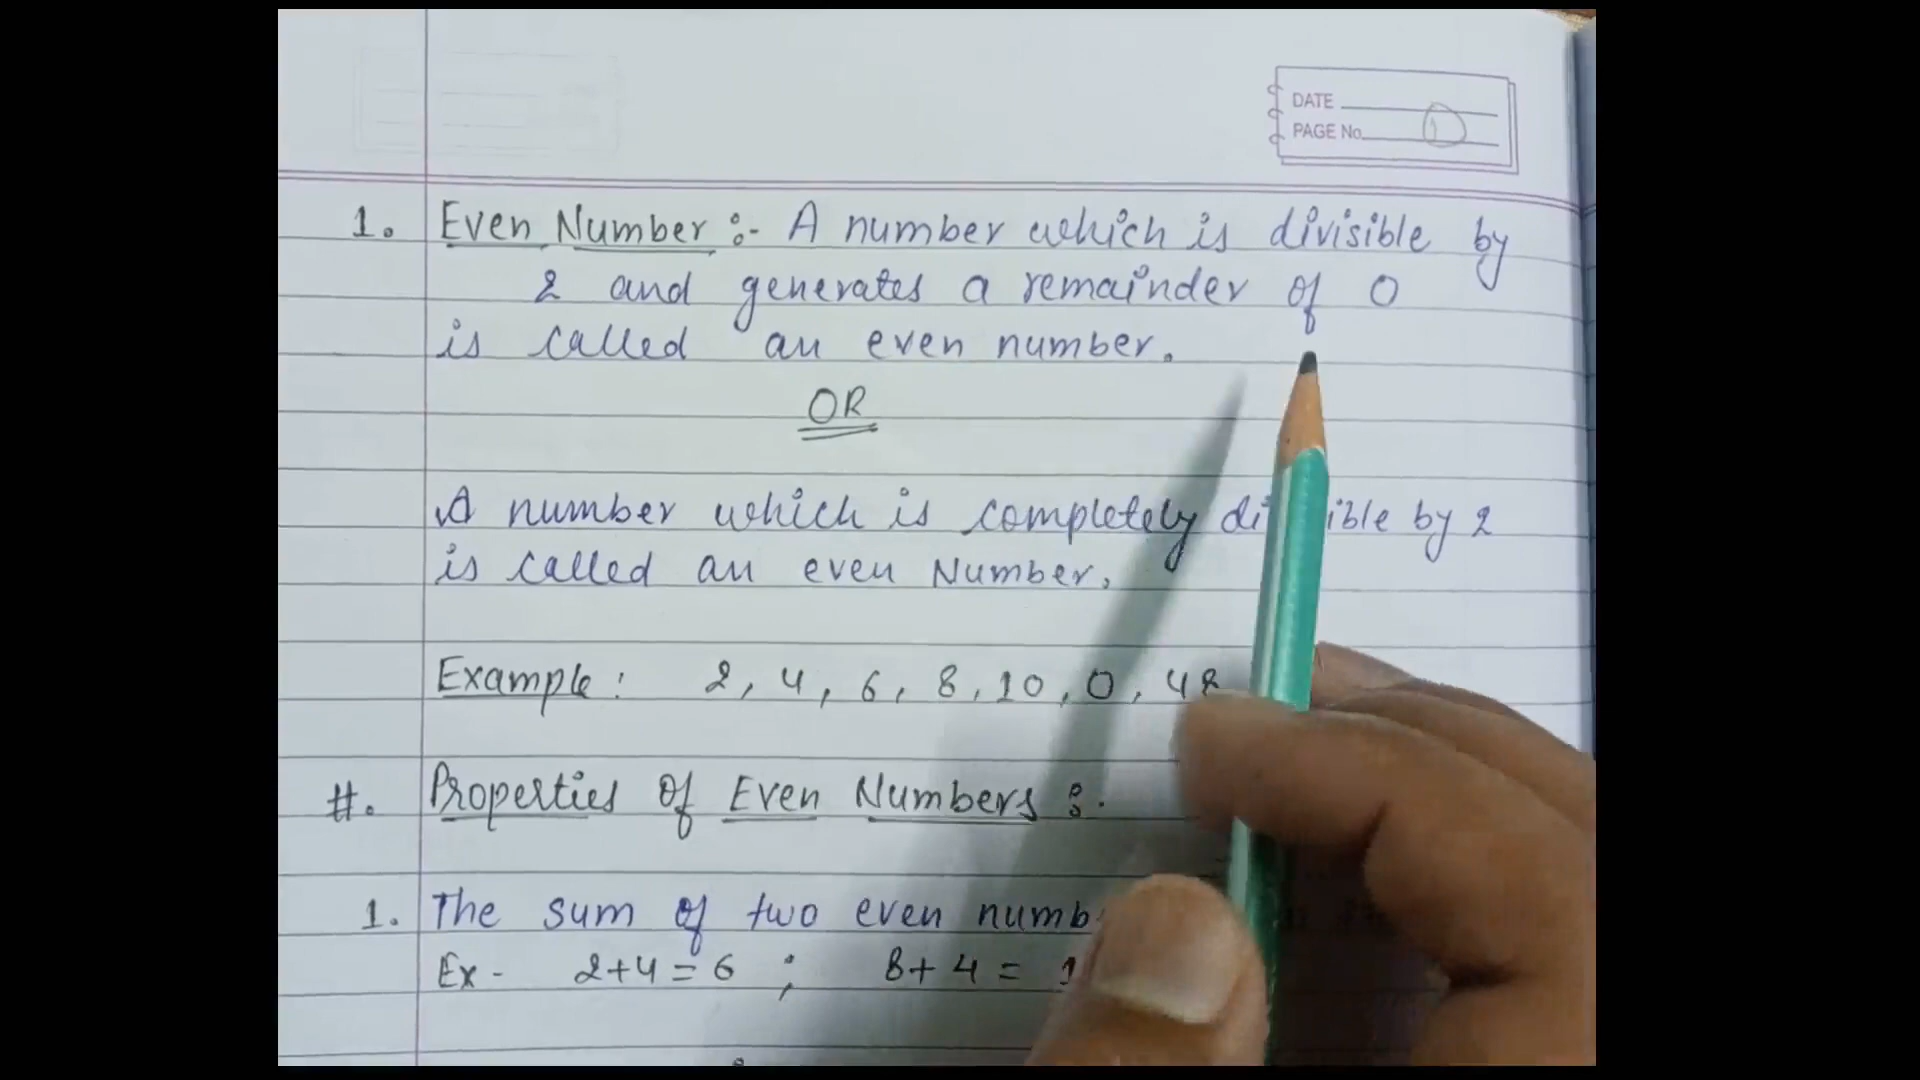 DATE
PAGE No. 1
1. Even Number :- A number which is divisible by
2 and generates a remainder of 0
is called an even number.
OR
A number which is completely by 2
is called an even Number.
Example : 2, 4, 6, 8, 10, 0, 48
#. Properties of Even Numbers :.
1. The sum of two even
Ex - 2+4 = 6 ; 8+4 =